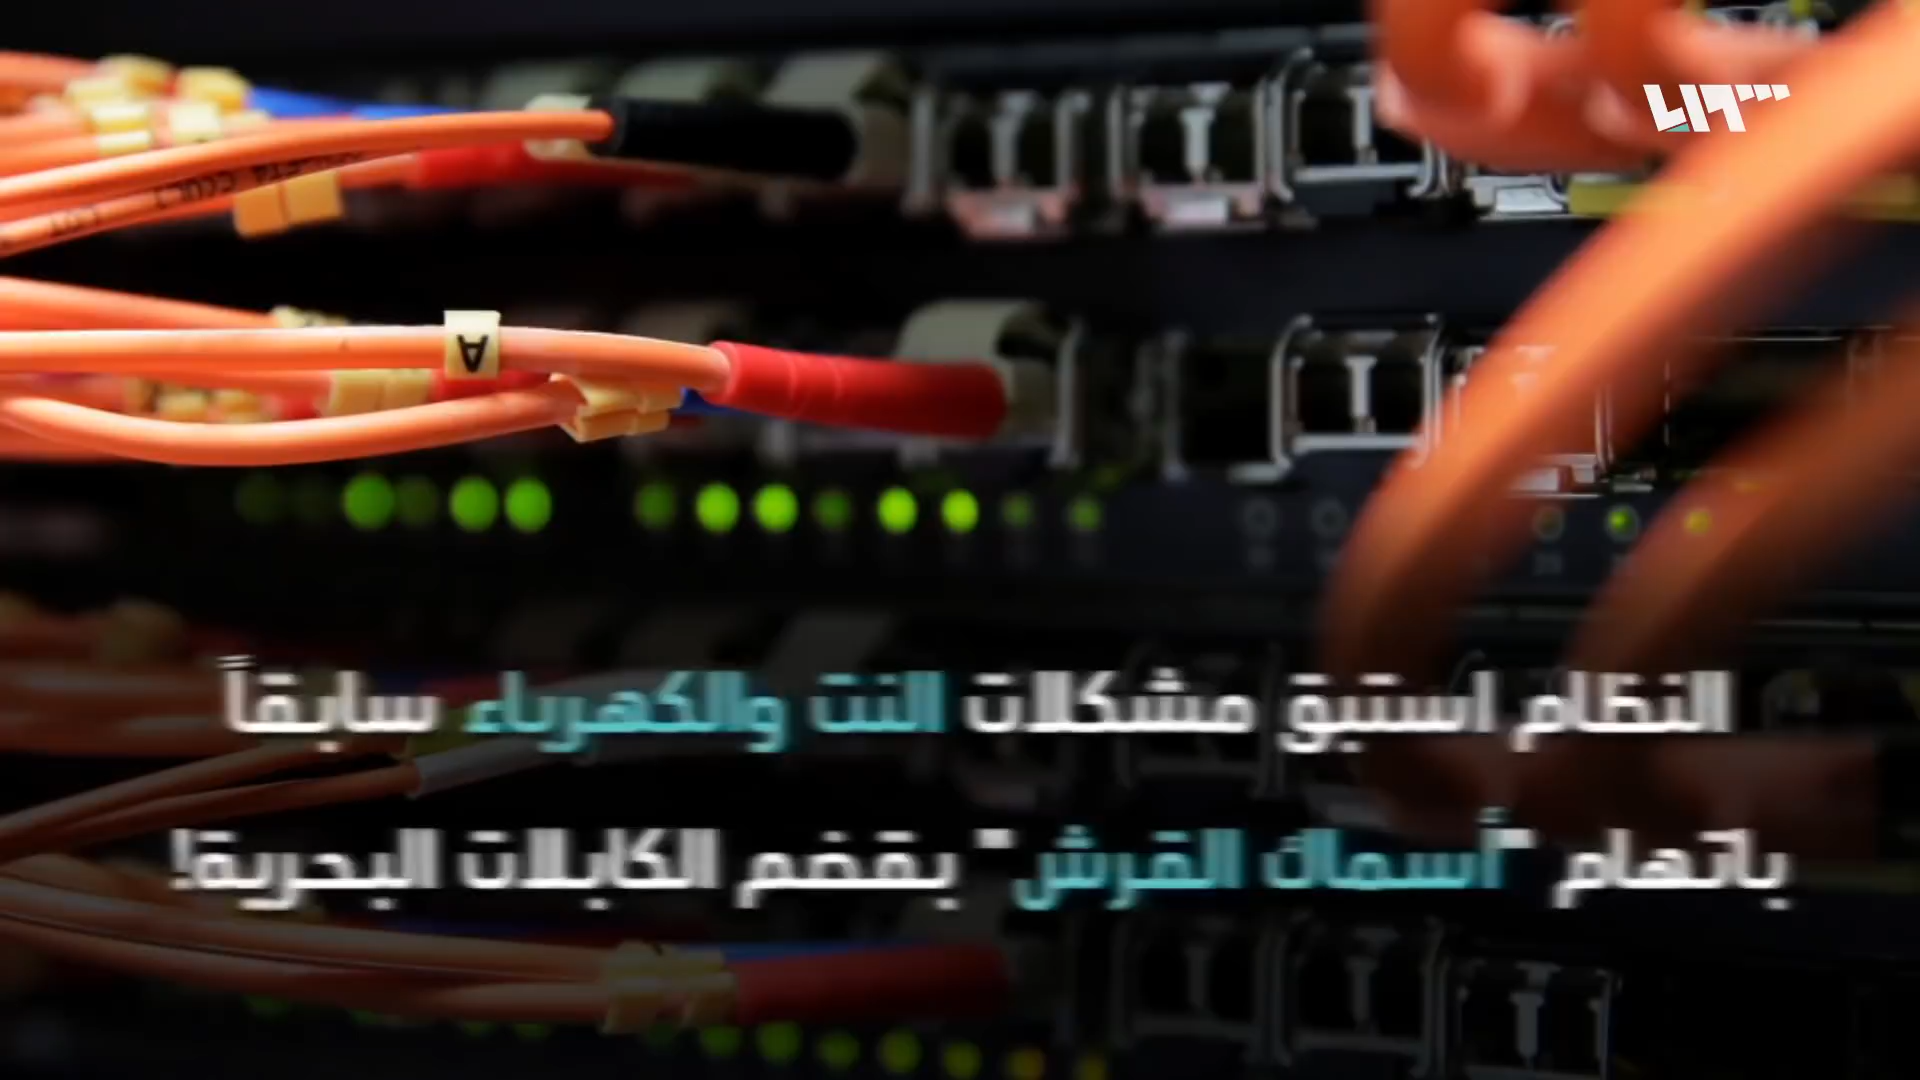 النظام استبق مشكلات النت والكهرباء سابقاً
باتهام "أسماك القرش" بقضم الكابلات البحرية!
A